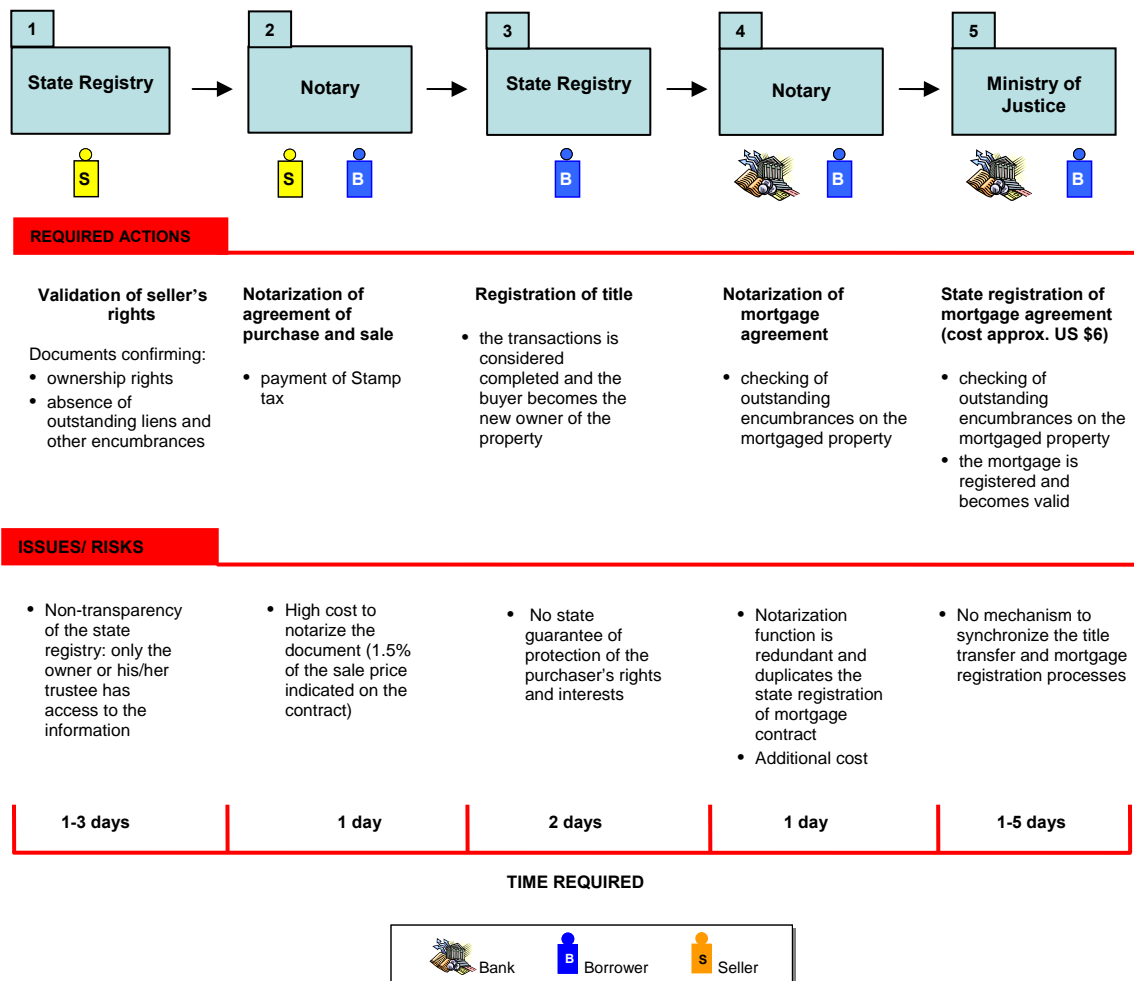 1
State Registry
2
Notary
3
State Registry
4
Notary
5
Ministry of
Justice
S
S
B
B
B
B
REQUIRED ACTIONS
Validation of seller's
rights
Documents confirming:
• ownership rights
• absence of
outstanding liens and
other encumbrances
Notarization of
agreement of
purchase and sale
• payment of Stamp
tax
Registration of title
• the transactions is
considered
completed and the
buyer becomes the
new owner of the
property
Notarization of
mortgage
agreement
• checking of
outstanding
encumbrances on the
mortgaged property
State registration of
mortgage agreement
(cost approx. US $6)
• checking of
outstanding
encumbrances on the
mortgaged property
• the mortgage is
registered and
becomes valid
ISSUES/ RISKS
• Non-transparency
of the state
registry: only the
owner or his/her
trustee has
access to the
information
• High cost to
notarize the
document (1.5%
of the sale price
indicated on the
contract)
• No state
guarantee of
protection of the
purchaser's rights
and interests
• Notarization
function is
redundant and
duplicates the
state registration
of mortgage
contract
• Additional cost
• No mechanism to
synchronize the title
transfer and mortgage
registration processes
1-3 days
1 day
2 days
1 day
1-5 days
TIME REQUIRED
Bank
B Borrower
S Seller